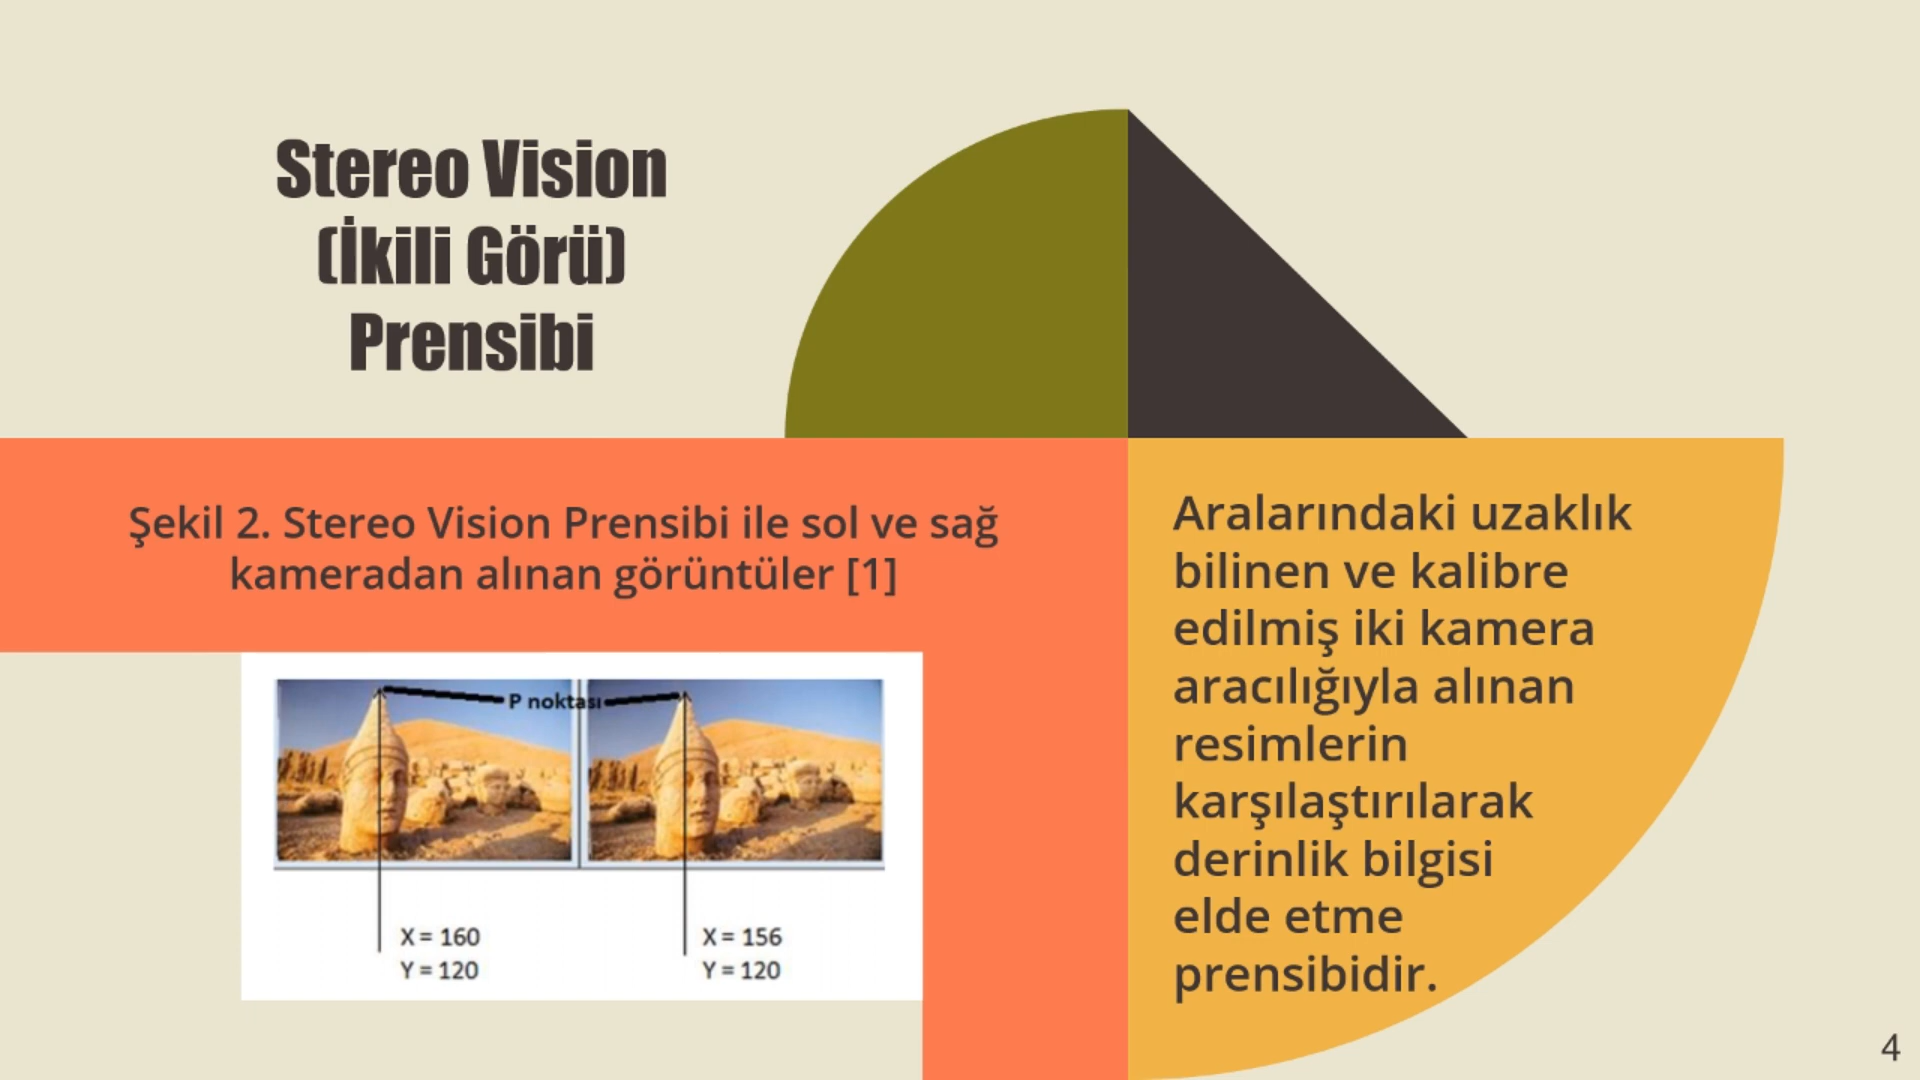 Stereo Vision
(İkili Görü)
Prensibi
Şekil 2. Stereo Vision Prensibi ile sol ve sağ
kameradan alınan görüntüler [1]
P noktası
X = 160
Y = 120
X = 156
Y = 120
Aralarındaki uzaklık
bilinen ve kalibre
edilmiş iki kamera
aracılığıyla alınan
resimlerin
karşılaştırılarak
derinlik bilgisi
elde etme
prensibidir.
4